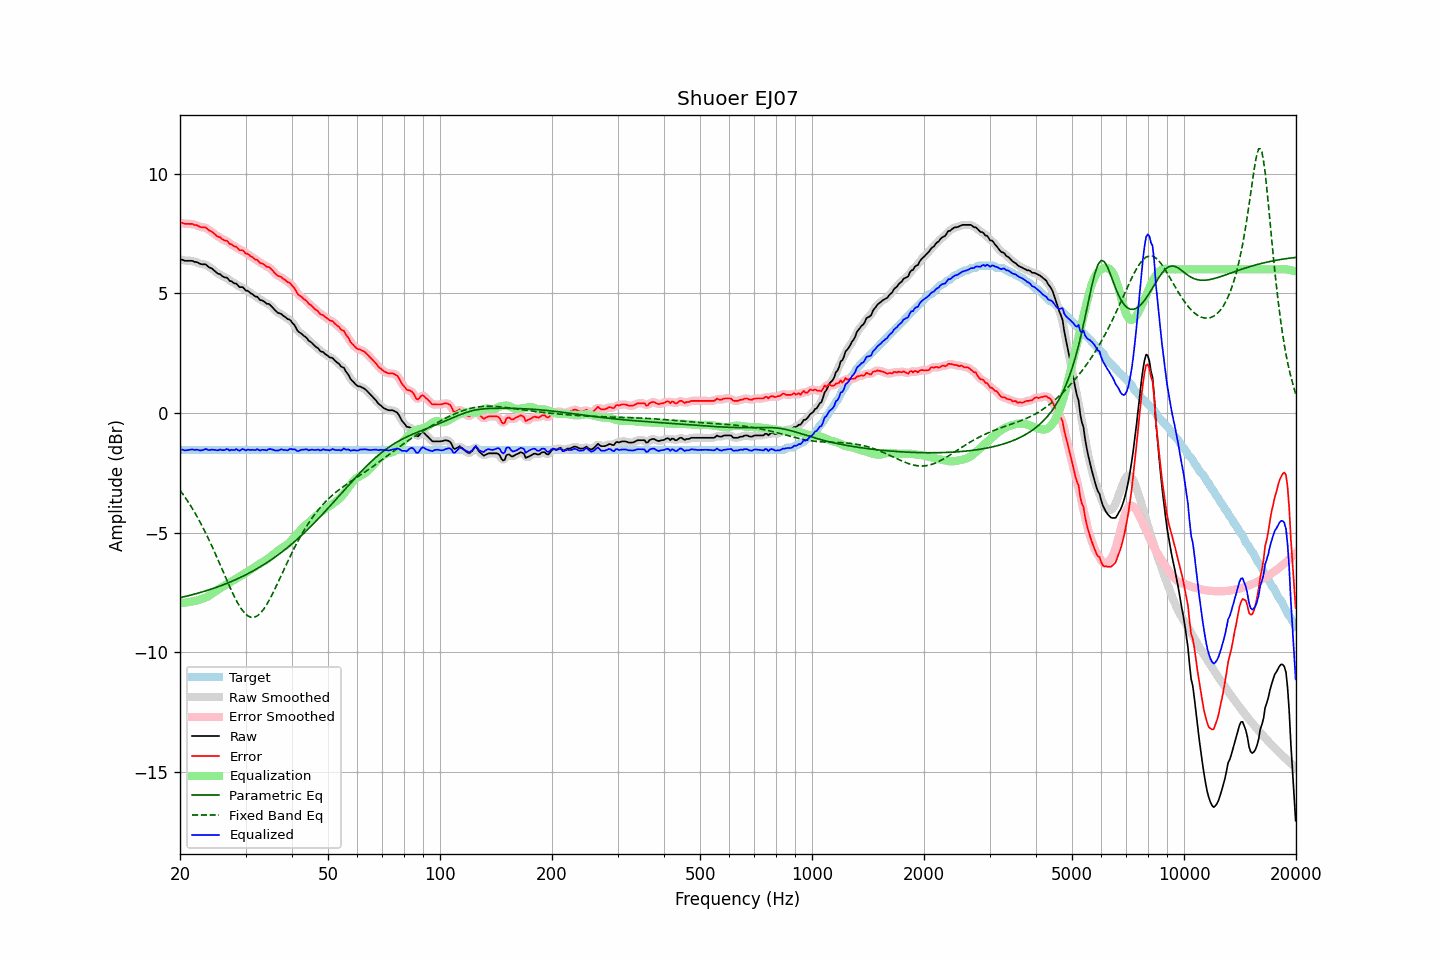 Shuoer EJ07
Amplitude (dBr)
10
5
0
−5
−10
−15
Target
Raw Smoothed
Error Smoothed
Raw
Error
Equalization
Parametric Eq
Fixed Band Eq
Equalized
20 50 100 200 500 1000 2000 5000 10000 20000
Frequency (Hz)